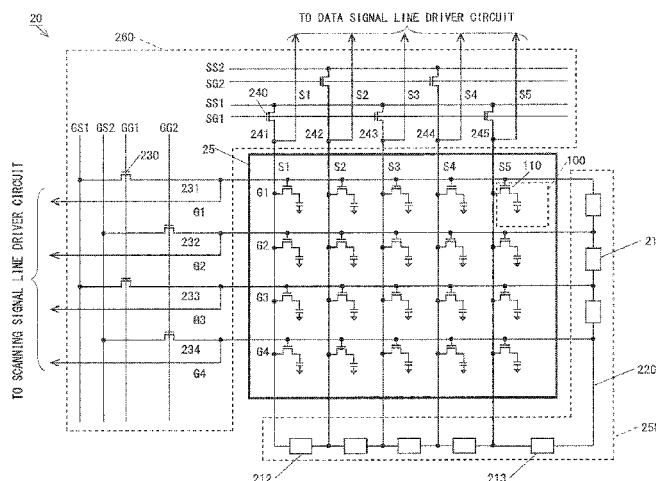 20
TO DATA SIGNAL LINE DRIVER CIRCUIT
260
SS2
SG2
SS1
SG1
240
S1 S2 S3 S4 S5
241 242 243 244 245
GS1 GS2 GG1 GG2
230
25
S1 S2 S3 S4 S5
110
100
231
G1
G1
232
G2
G2
233
G3
G3
234
G4
G4
TO SCANNING SIGNAL LINE DRIVER CIRCUIT
220
212
213